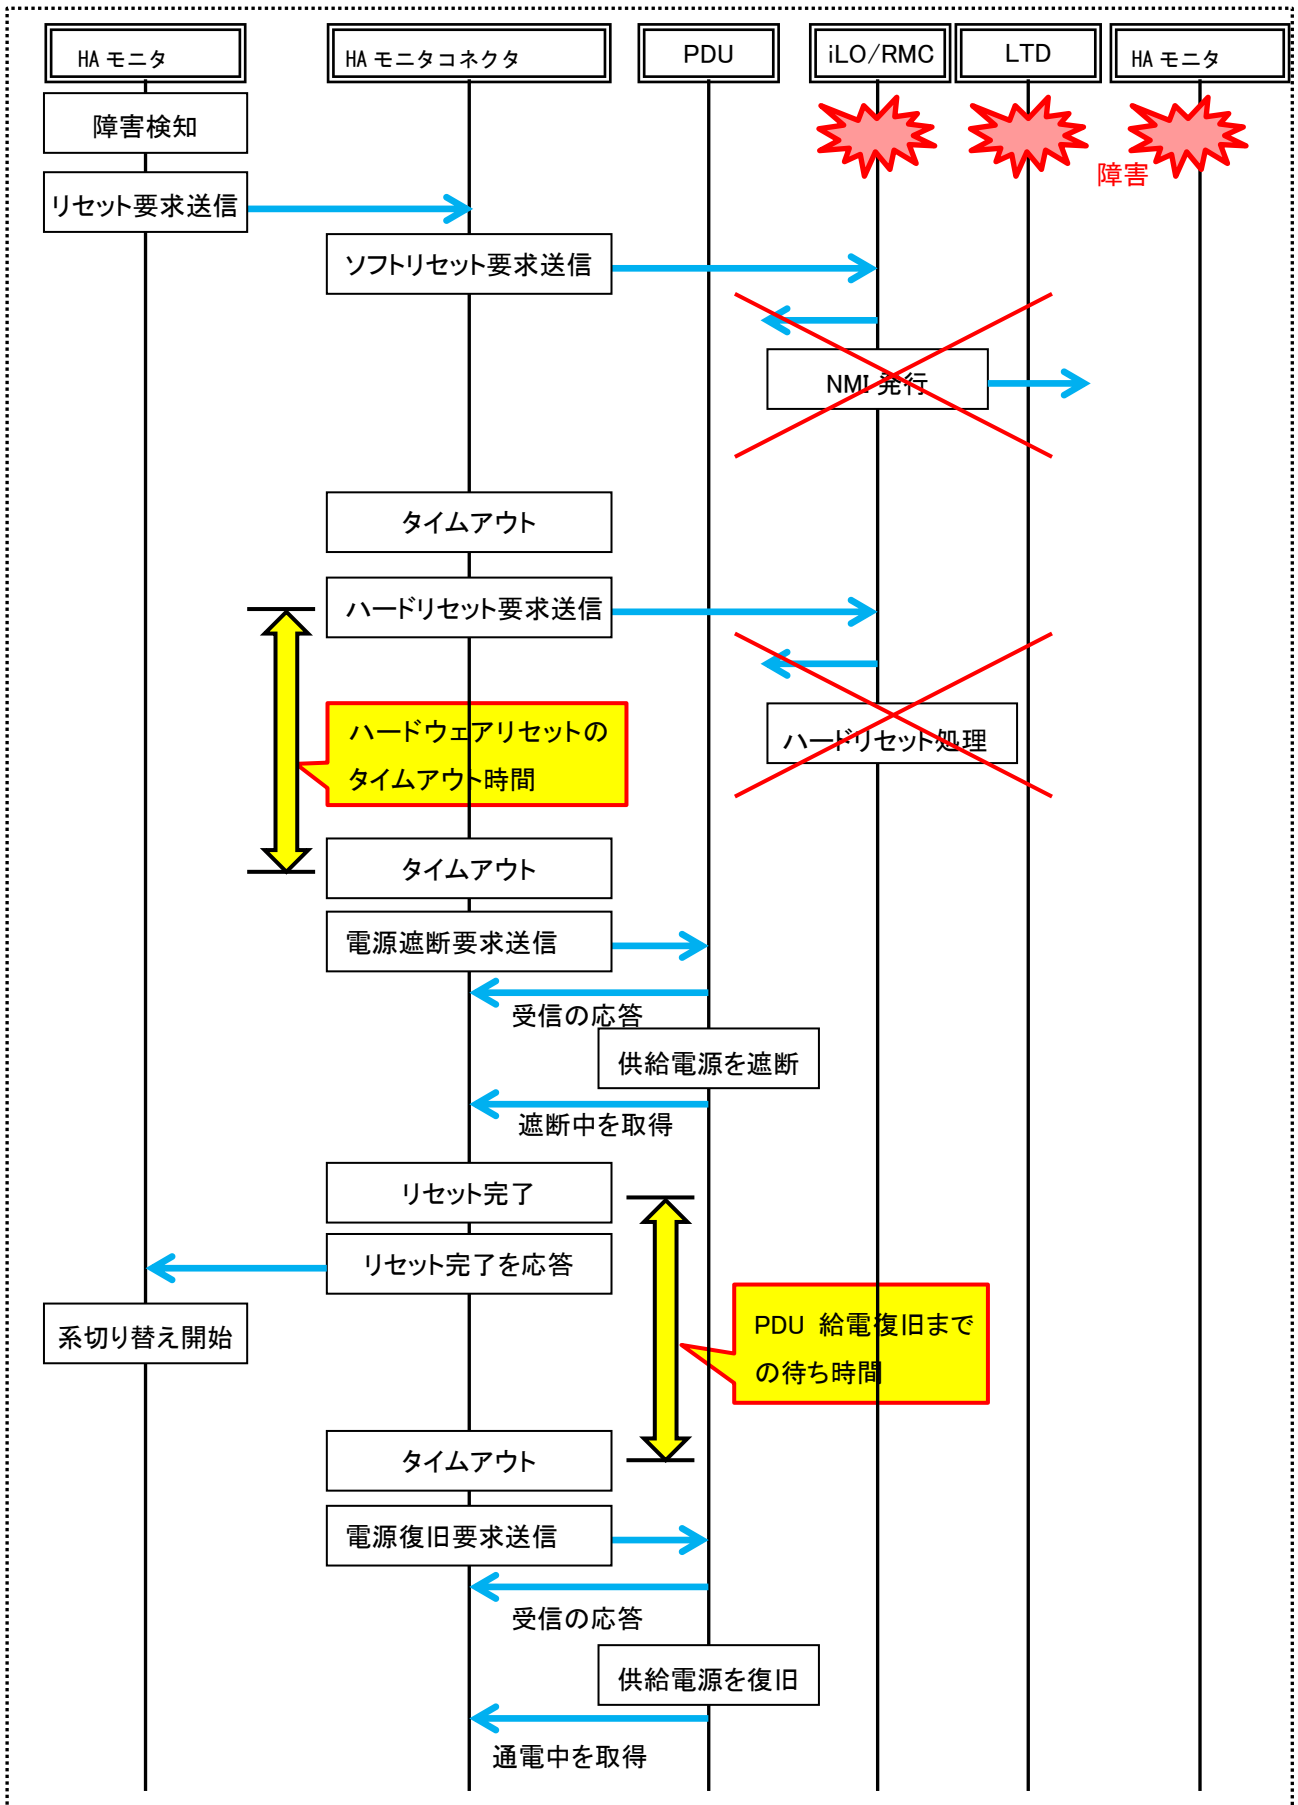 HA モニタ
HA モニタコネクタ
PDU
iLO/RMC
LTD
HA モニタ
障害検知
障害
リセット要求送信
ソフトリセット要求送信
NMI 発行
タイムアウト
ハードリセット要求送信
ハードウェアリセットの
タイムアウト時間
ハードリセット処理
タイムアウト
電源遮断要求送信
受信の応答
供給電源を遮断
遮断中を取得
リセット完了
リセット完了を応答
系切り替え開始
PDU 給電復旧まで
の待ち時間
タイムアウト
電源復旧要求送信
受信の応答
供給電源を復旧
通電中を取得